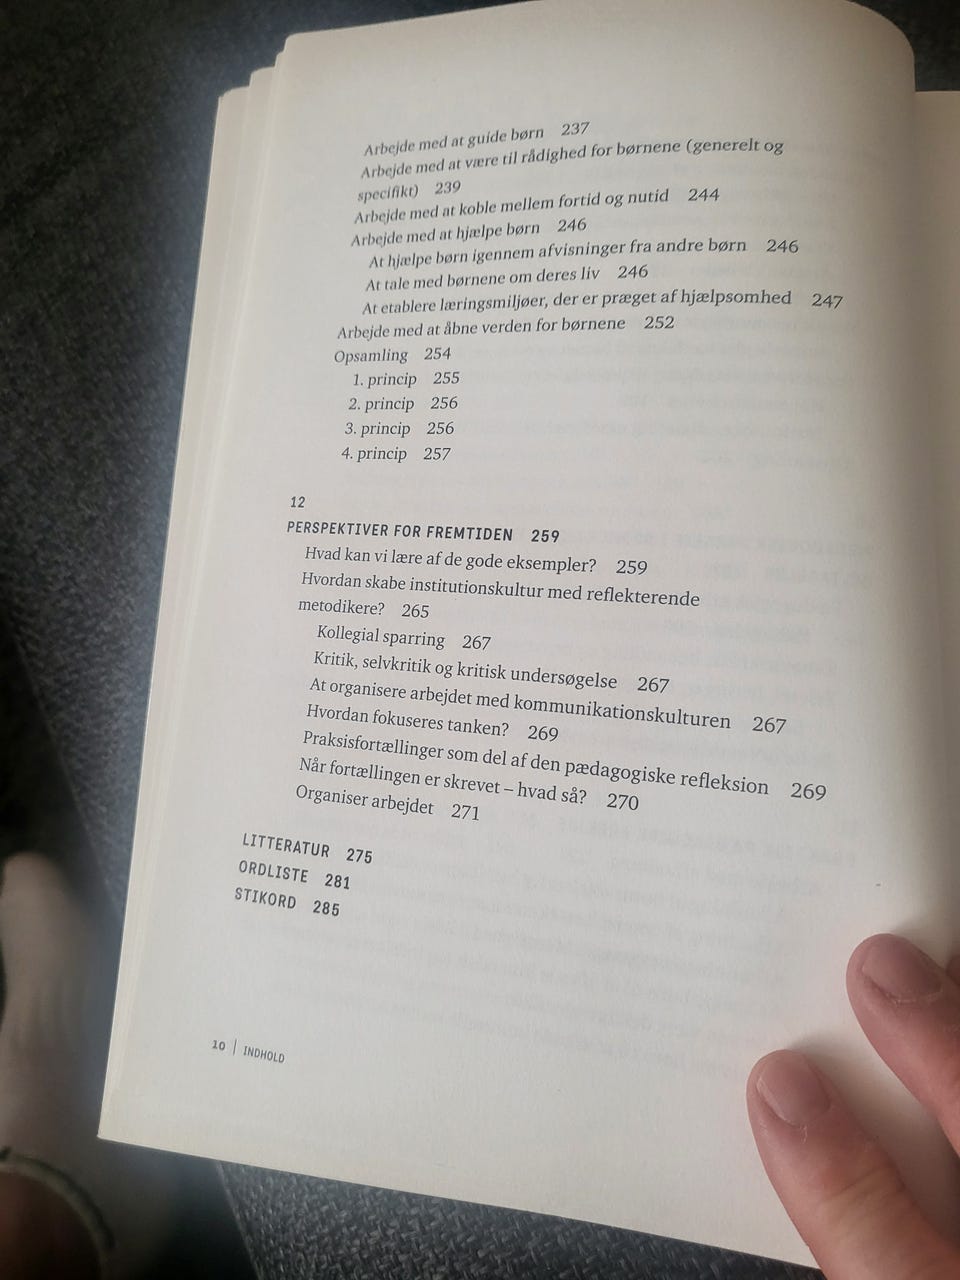 Arbejde med at guide børn 237
Arbejde med at være til rådighed for børnene (generelt og
specifikt) 239
Arbejde med at koble mellem fortid og nutid 244
Arbejde med at hjælpe børn 246
At hjælpe børn igennem afvisninger fra andre børn 246
At tale med børnene om deres liv 246
At etablere læringsmiljøer, der er præget af hjælpsomhed 247
Arbejde med at åbne verden for børnene 252
Opsamling 254
1. princip 255
2. princip 256
3. princip 256
4. princip 257
12
PERSPEKTIVER FOR FREMTIDEN 259
Hvad kan vi lære af de gode eksempler? 259
Hvordan skabe institutionskultur med reflekterende
metodikere? 265
Kollegial sparring 267
Kritik, selvkritik og kritisk undersøgelse 267
At organisere arbejdet med kommunikationskulturen 267
Hvordan fokuseres tanken? 269
Praksisfortællinger som del af den pædagogiske refleksion 269
Når fortællingen er skrevet – hvad så? 270
Organiser arbejdet 271
LITTERATUR 275
ORDLISTE 281
STIKORD 285
10 | INDHOLD